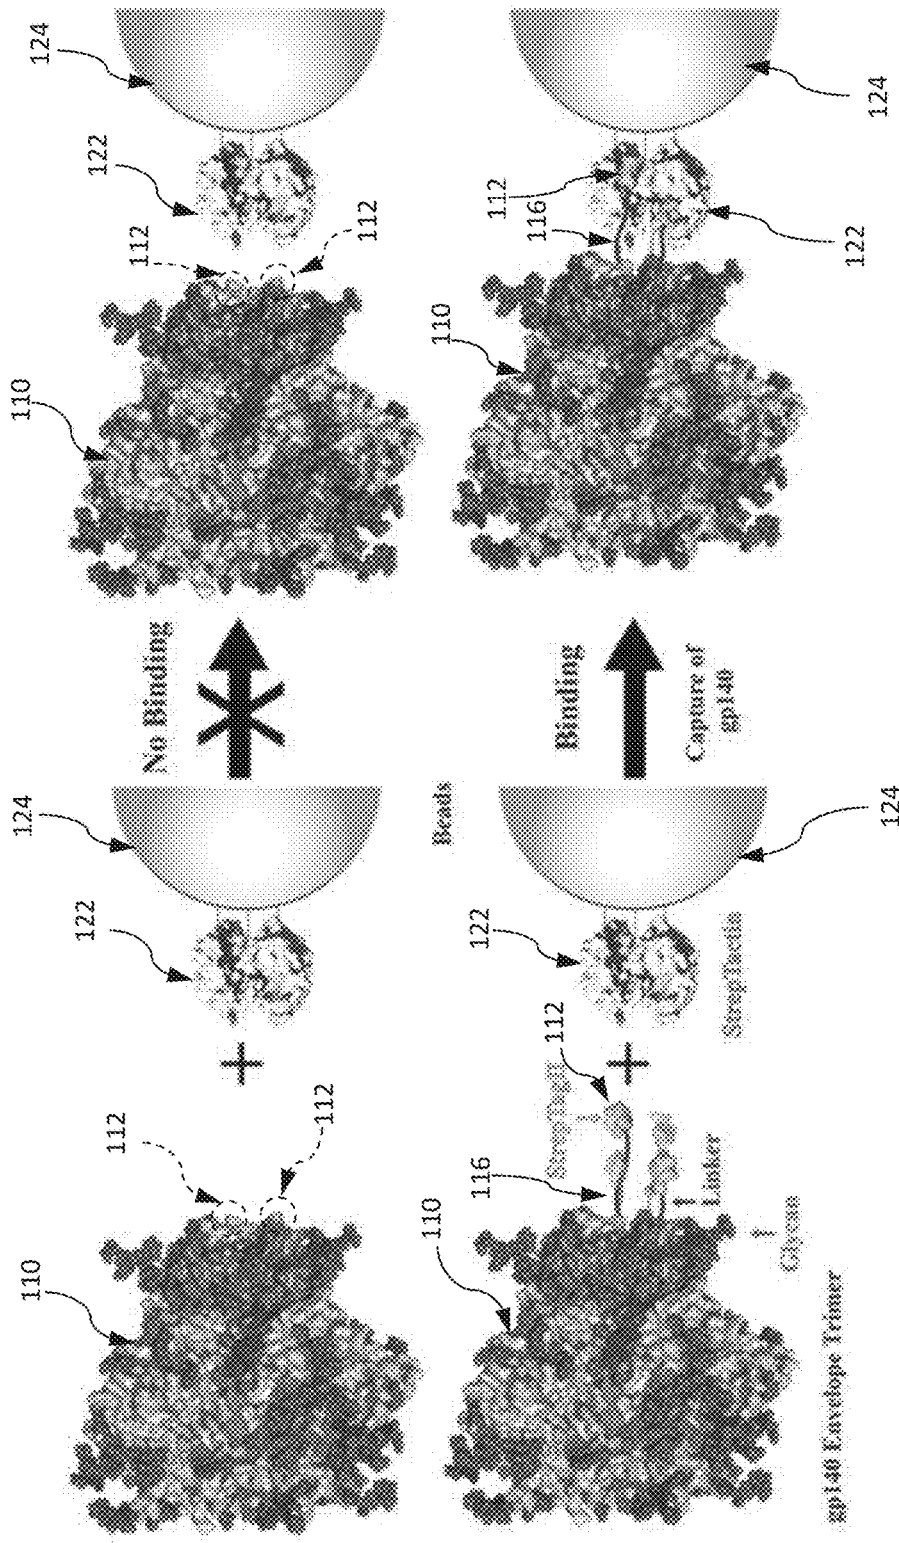 110
112
112
122
124
No Binding
110
112
112
122
124
110
116
StrepTagII
112
122
Beads
Linker
StrepTactin
Glycan
gp140 Envelope Trimer
124
Binding
Capture of
gp140
110
116
112
122
124